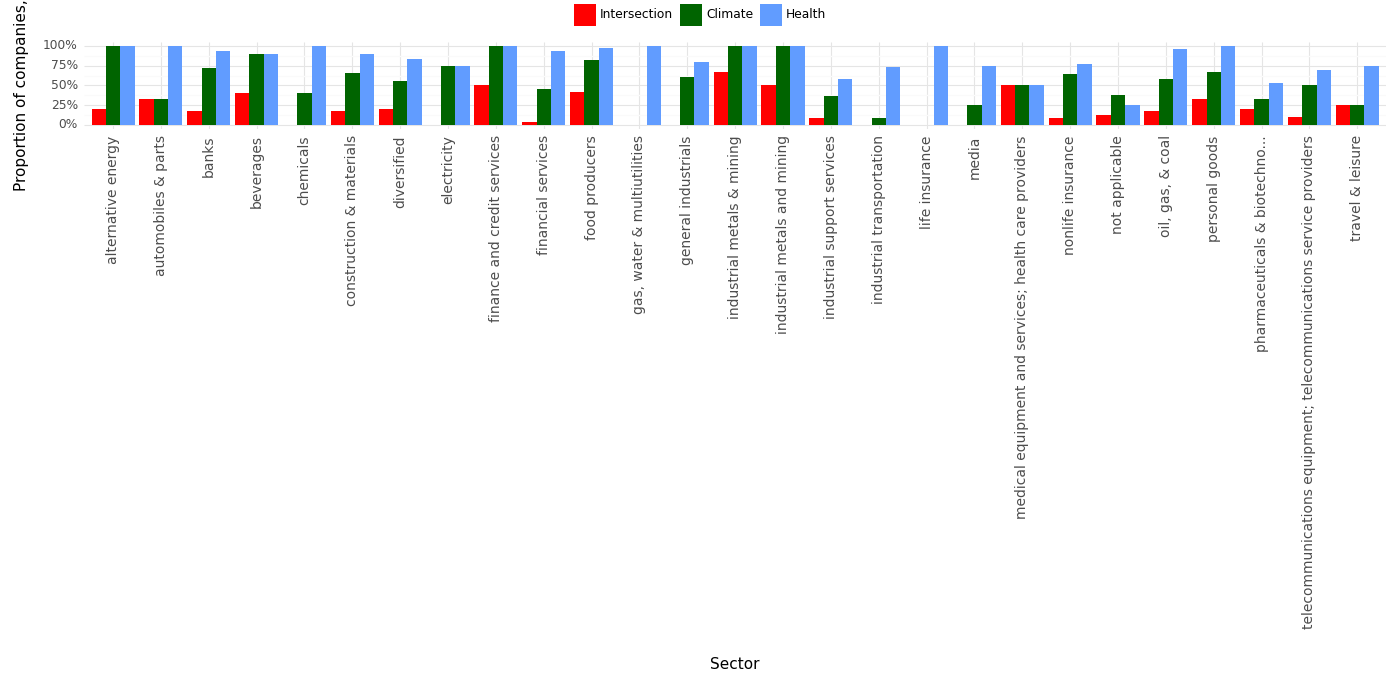 Intersection Climate Health
Proportion of companies,
100%
75%
50%
25%
0%
alternative energy
automobiles & parts
banks
beverages
chemicals
construction & materials
diversified
electricity
finance and credit services
financial services
food producers
gas, water & multiutilities
general industrials
industrial metals & mining
industrial metals and mining
industrial support services
industrial transportation
life insurance
media
medical equipment and services; health care providers
nonlife insurance
not applicable
oil, gas, & coal
personal goods
pharmaceuticals & biotechno...
telecommunications equipment; telecommunications service providers
travel & leisure
Sector